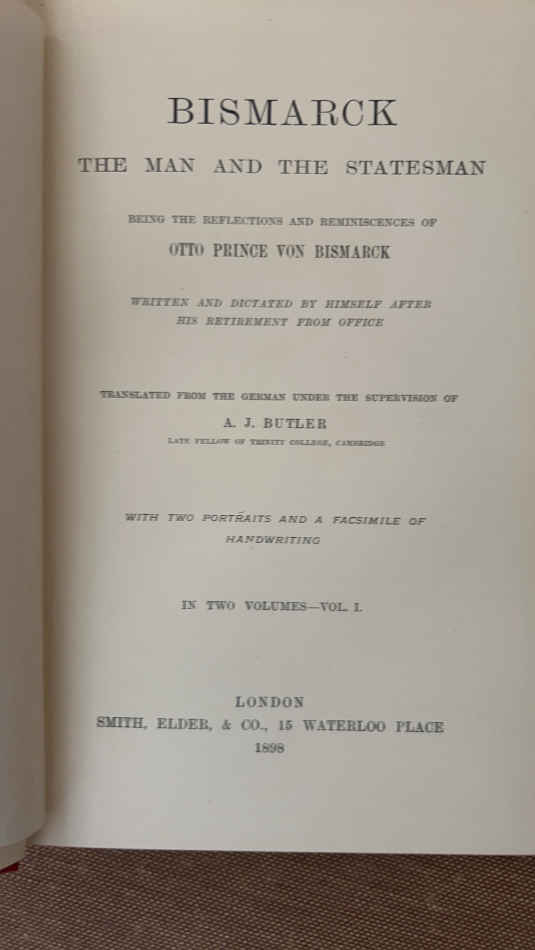 BISMARCK
THE MAN AND THE STATESMAN
BEING THE REFLECTIONS AND REMINISCENCES OF
OTTO PRINCE VON BISMARCK
WRITTEN AND DICTATED BY HIMSELF AFTER
HIS RETIREMENT FROM OFFICE
TRANSLATED FROM THE GERMAN UNDER THE SUPERVISION OF
A. J. BUTLER
LATE FELLOW OF TRINITY COLLEGE, CAMBRIDGE
WITH TWO PORTRAITS AND A FACSIMILE OF
HANDWRITING
IN TWO VOLUMES—VOL. I.
LONDON
SMITH, ELDER, & CO., 15 WATERLOO PLACE
1898